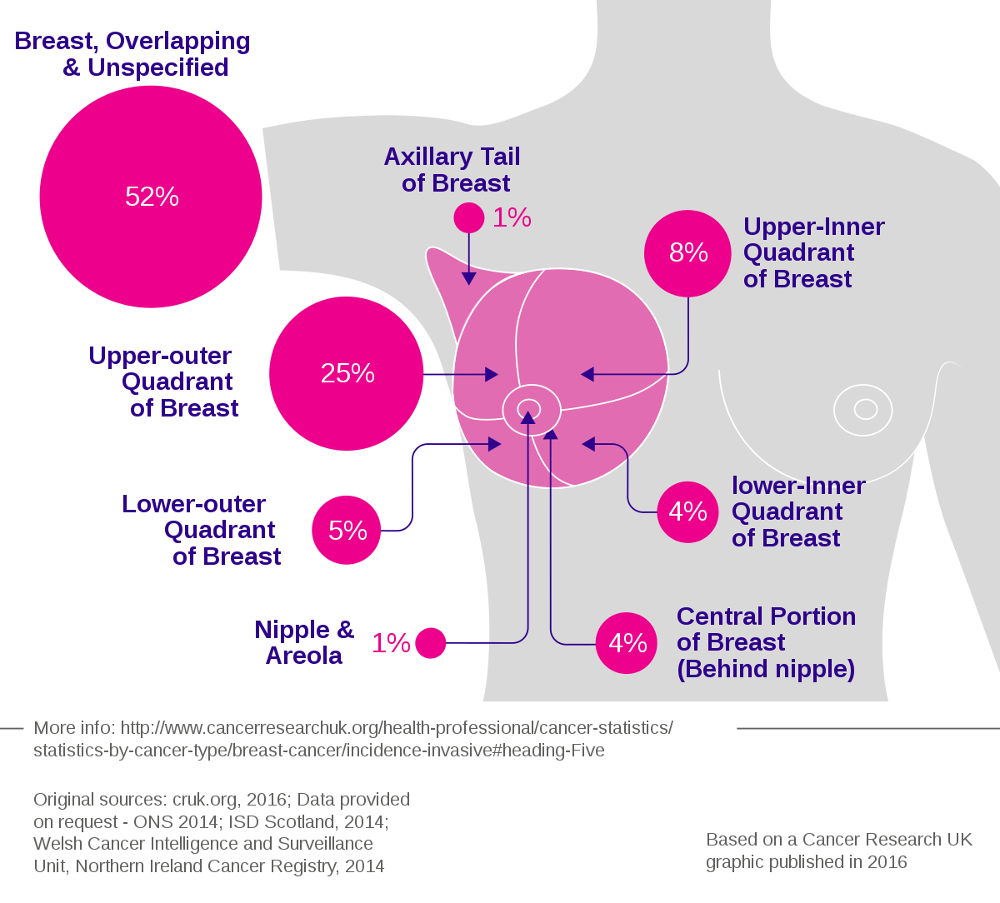 Breast, Overlapping
& Unspecified
52%
Axillary Tail
of Breast
1%
8%
Upper-Inner
Quadrant
of Breast
Upper-outer
Quadrant
of Breast
25%
Lower-outer
Quadrant
of Breast
5%
4%
lower-Inner
Quadrant
of Breast
Nipple &
Areola
1%
4%
Central Portion
of Breast
(Behind nipple)
More info: http://www.cancerresearchuk.org/health-professional/cancer-statistics/
statistics-by-cancer-type/breast-cancer/incidence-invasive#heading-Five
Original sources: cruk.org, 2016; Data provided
on request - ONS 2014; ISD Scotland, 2014;
Welsh Cancer Intelligence and Surveillance
Unit, Northern Ireland Cancer Registry, 2014
Based on a Cancer Research UK
graphic published in 2016